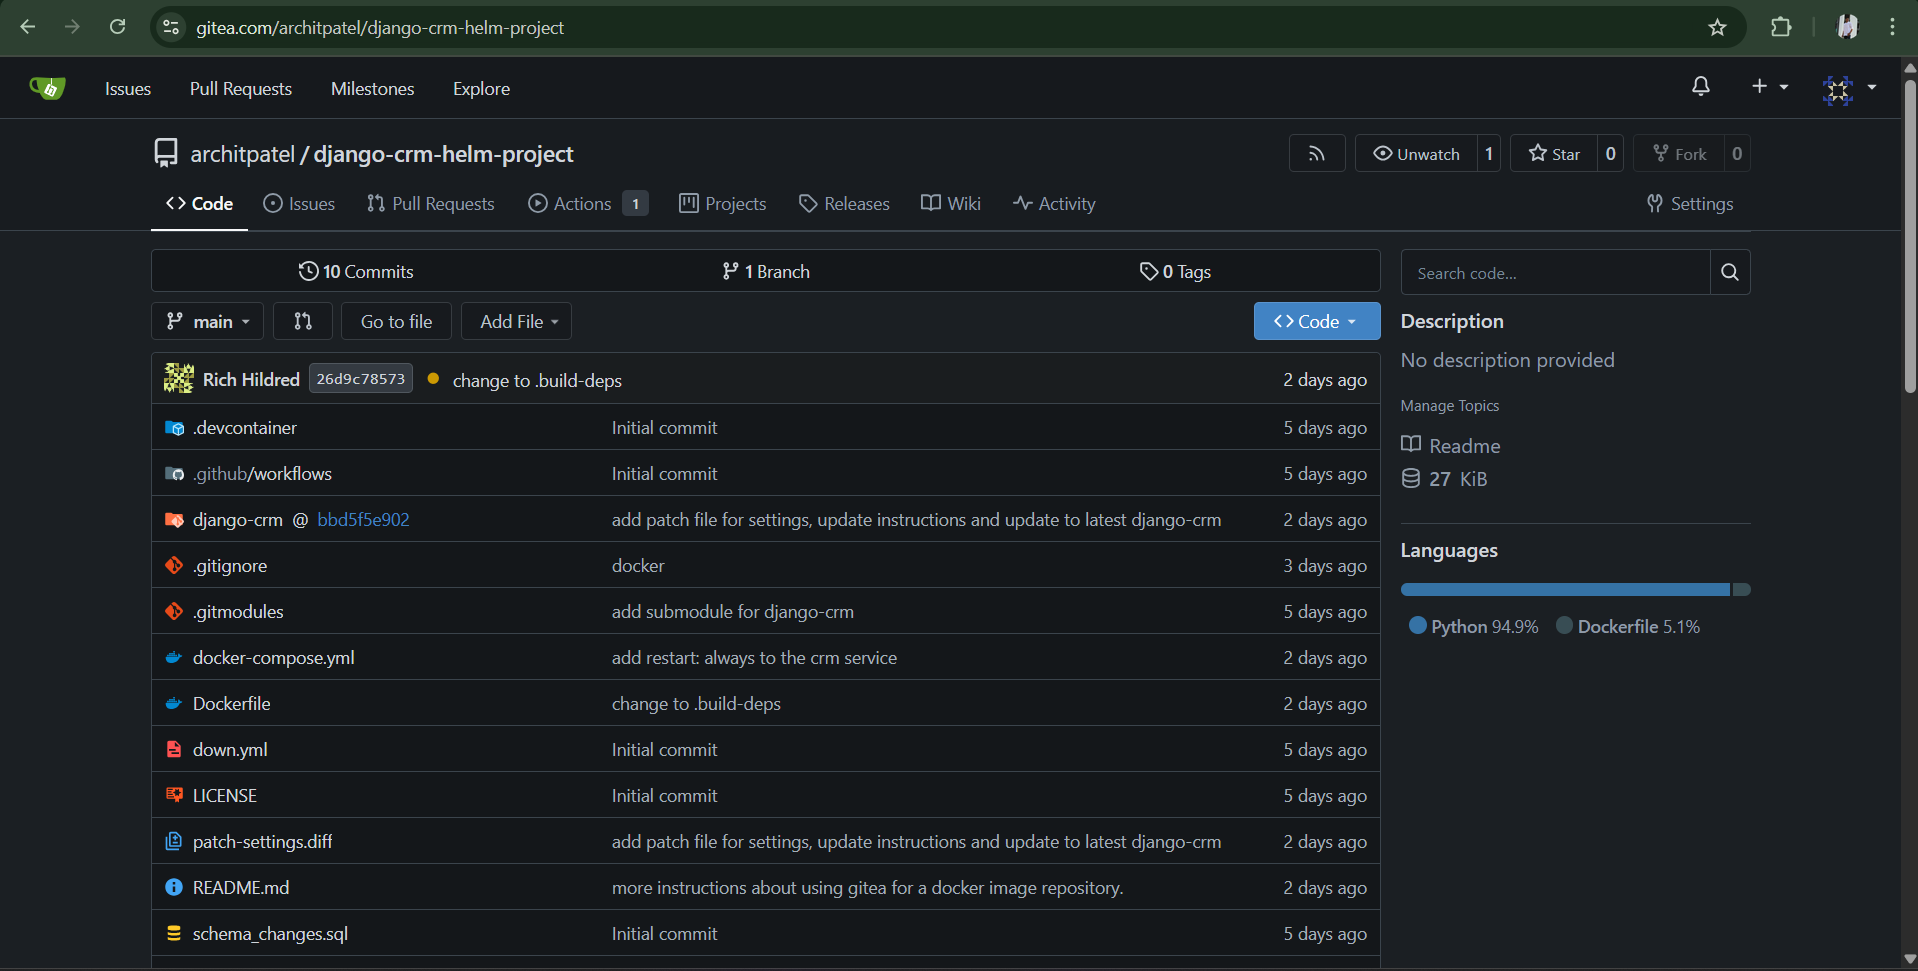 gitea.com/architpatel/django-crm-helm-project
Issues Pull Requests Milestones Explore
architpatel / django-crm-helm-project
Unwatch 1 Star 0 Fork 0
Code Issues Pull Requests Actions 1 Projects Releases Wiki Activity Settings
10 Commits 1 Branch 0 Tags
Search code...
main Go to file Add File Code
Description
No description provided
Manage Topics
Readme
27 KiB
Languages
Python 94.9% Dockerfile 5.1%
Rich Hildred 26d9c78573 change to .build-deps 2 days ago
.devcontainer Initial commit 5 days ago
.github/workflows Initial commit 5 days ago
django-crm @ bbd5f5e902 add patch file for settings, update instructions and update to latest django-crm 2 days ago
.gitignore docker 3 days ago
.gitmodules add submodule for django-crm 5 days ago
docker-compose.yml add restart: always to the crm service 2 days ago
Dockerfile change to .build-deps 2 days ago
down.yml Initial commit 5 days ago
LICENSE Initial commit 5 days ago
patch-settings.diff add patch file for settings, update instructions and update to latest django-crm 2 days ago
README.md more instructions about using gitea for a docker image repository. 2 days ago
schema_changes.sql Initial commit 5 days ago